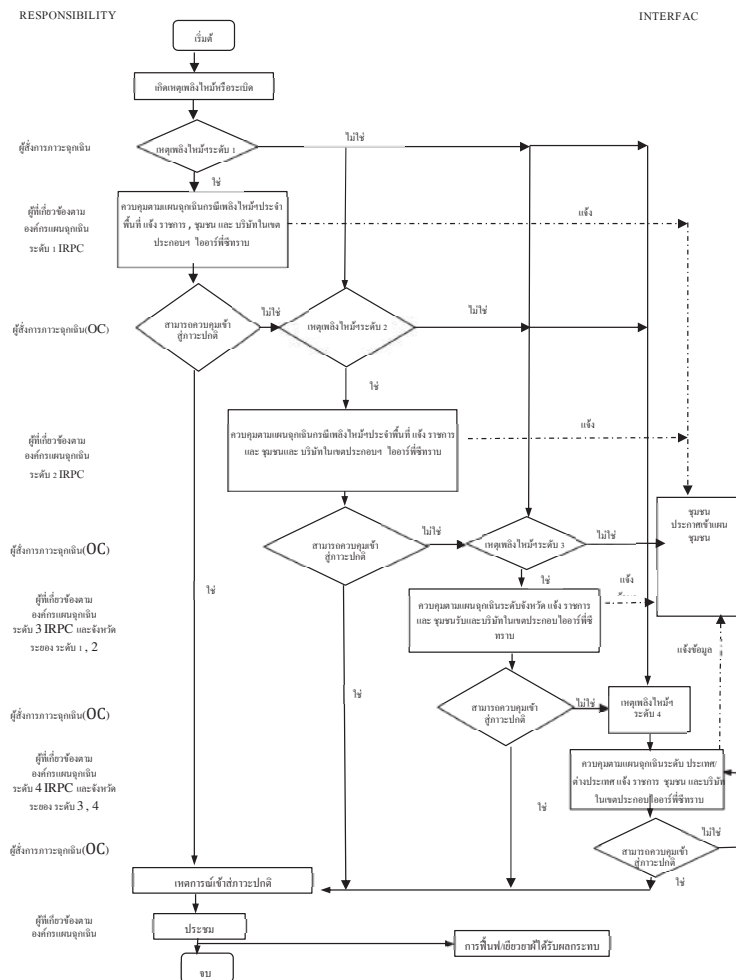 RESPONSIBILITY
INTERFAC
เริ่มต้
เกิดเหตุเพลิงไหม้หรือระเบิด
ผู้สั่งการภาวะฉุกเฉิน
เหตุเพลิงไหม้ฯระดับ 1
ไม่ใช่
ใช่
ผู้ที่เกี่ยวข้องตาม
องค์กรแผนฉุกเฉิน
ระดับ 1 IRPC
ควบคุมตามแผนฉุกเฉินกรณีเพลิงไหม้ฯประจำ
พื้นที่ แจ้ง ราชการ , ชุมชน และ บริษัทในเขต
ประกอบฯ ไออาร์พีซีทราบ
แจ้ง
ผู้สั่งการภาวะฉุกเฉิน(OC)
สามารถควบคุมเข้า
สู่ภาวะปกติ
ไม่ใช่
เหตุเพลิงไหม้ฯระดับ 2
ไม่ใช่
ใช่
ผู้ที่เกี่ยวข้องตาม
องค์กรแผนฉุกเฉิน
ระดับ 2 IRPC
ควบคุมตามแผนฉุกเฉินกรณีเพลิงไหม้ฯประจำพื้นที่ แจ้ง ราชการ
และ ชุมชนและ บริษัทในเขตประกอบฯ ไออาร์พีซีทราบ
แจ้ง
ชุมชน
ประกาศเข้าแผน
ชุมชน
ผู้สั่งการภาวะฉุกเฉิน(OC)
สามารถควบคุมเข้า
สู่ภาวะปกติ
ไม่ใช่
เหตุเพลิงไหม้ฯระดับ 3
ไม่ใช่
ใช่
ใช่
แจ้ง
ผู้ที่เกี่ยวข้องตาม
องค์กรแผนฉุกเฉิน
ระดับ 3 IRPC และจังหวัด
ระยอง ระดับ 1 , 2
ควบคุมตามแผนฉุกเฉินระดับจังหวัด แจ้ง ราชการ
และ ชุมชนรับและบริษัทในเขตประกอบ ไออาร์พีซี
ทราบ
แจ้งข้อมูล
ใช่
ผู้สั่งการภาวะฉุกเฉิน(OC)
สามารถควบคุมเข้า
สู่ภาวะปกติ
ไม่ใช่
เหตุเพลิงไหม้ฯ
ระดับ 4
ผู้ที่เกี่ยวข้องตาม
องค์กรแผนฉุกเฉิน
ระดับ 4 IRPC และจังหวัด
ระยอง ระดับ 3 , 4
ควบคุมตามแผนฉุกเฉินระดับ ประเทศ/
ต่างประเทศ แจ้ง ราชการ ชุมชน และบริษัท
ในเขตประกอบไออาร์พีซีทราบ
ใช่
ไม่ใช่
ผู้สั่งการภาวะฉุกเฉิน(OC)
สามารถควบคุมเข้า
สู่ภาวะปกติ
ใช่
เหตการณ์เข้าส่ภาวะปกติ
ผู้ที่เกี่ยวข้องตาม
องค์กรแผนฉุกเฉิน
ประชม
การฟื้นฟ/เยียวยาผ้ได้รับผลกระทบ
จบ